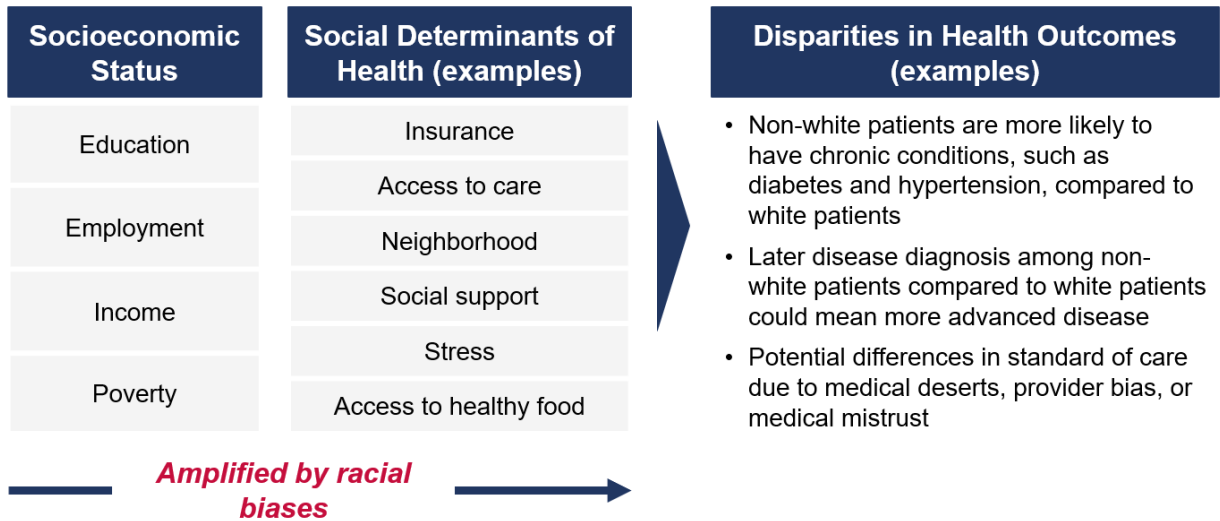 Socioeconomic
Status
Education
Employment
Income
Poverty
Social Determinants of
Health (examples)
Insurance
Access to care
Neighborhood
Social support
Stress
Access to healthy food
Amplified by racial
biases
Disparities in Health Outcomes
(examples)
• Non-white patients are more likely to
have chronic conditions, such as
diabetes and hypertension, compared to
white patients
• Later disease diagnosis among non-
white patients compared to white patients
could mean more advanced disease
• Potential differences in standard of care
due to medical deserts, provider bias, or
medical mistrust